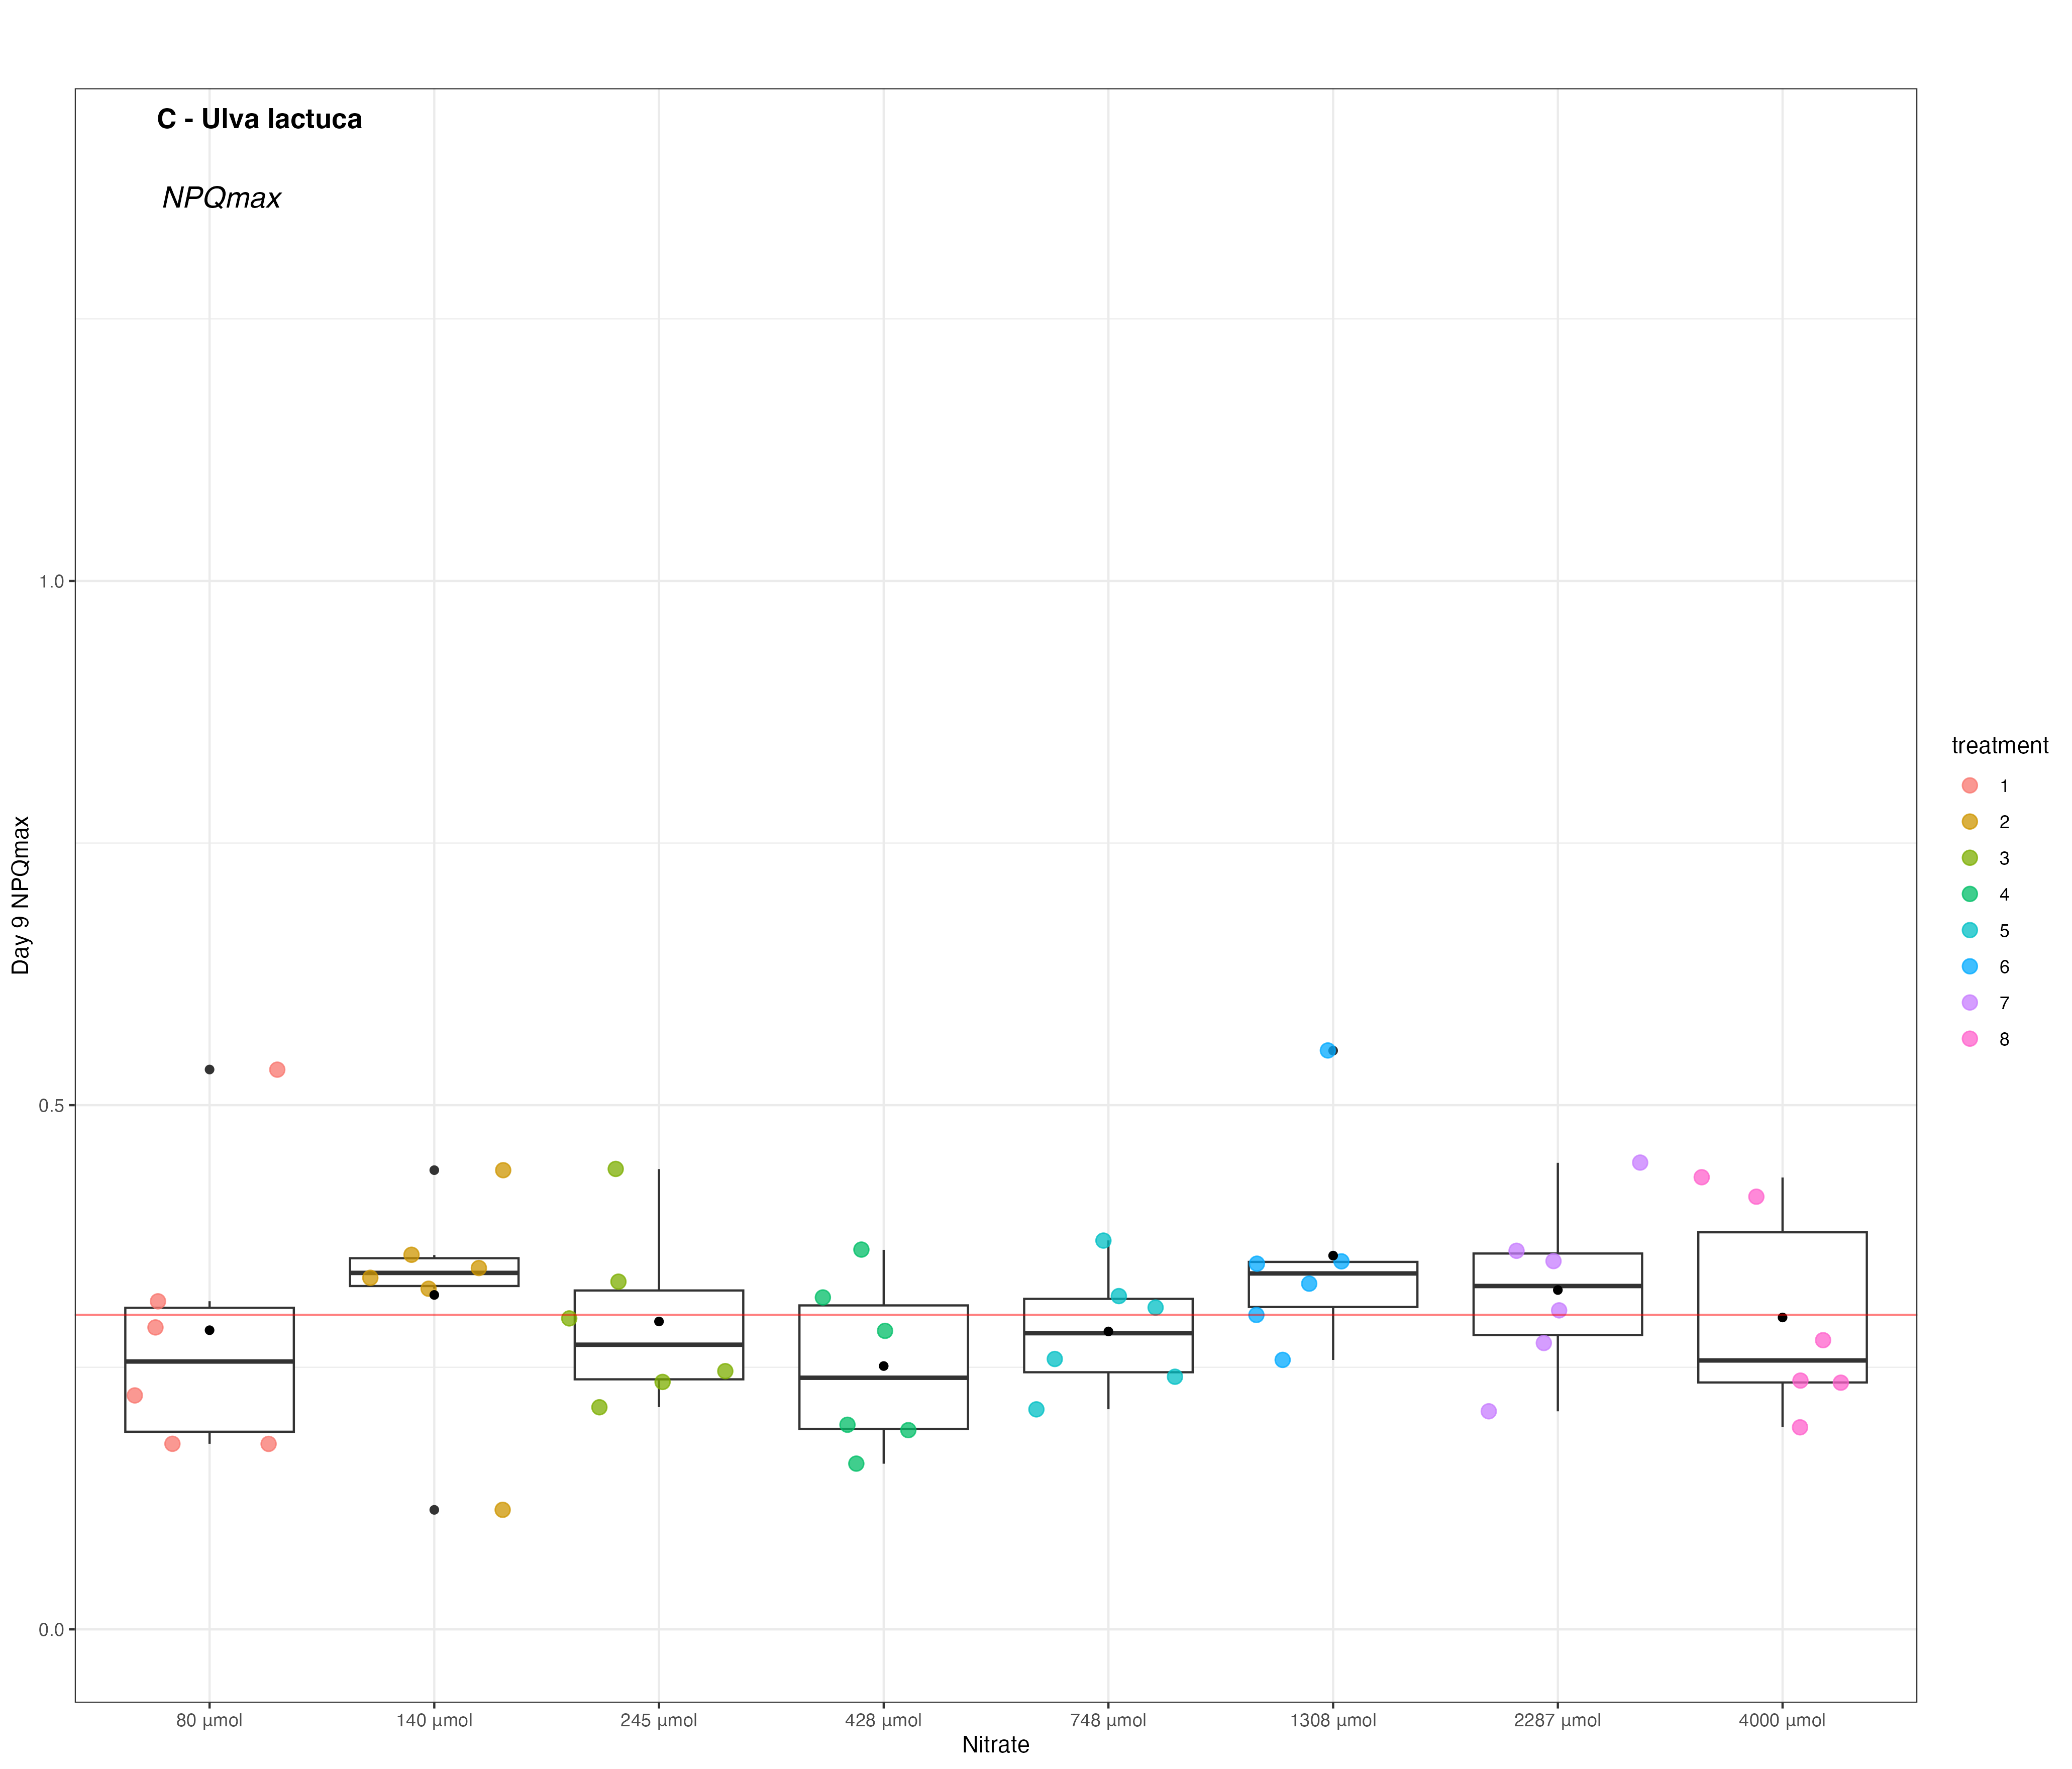 C - Ulva lactuca
NPQmax
Day 9 NPQmax
1.0
0.5
0.0
80 µmol
140 µmol
245 µmol
428 µmol
748 µmol
1308 µmol
2287 µmol
4000 µmol
Nitrate
treatment
1
2
3
4
5
6
7
8